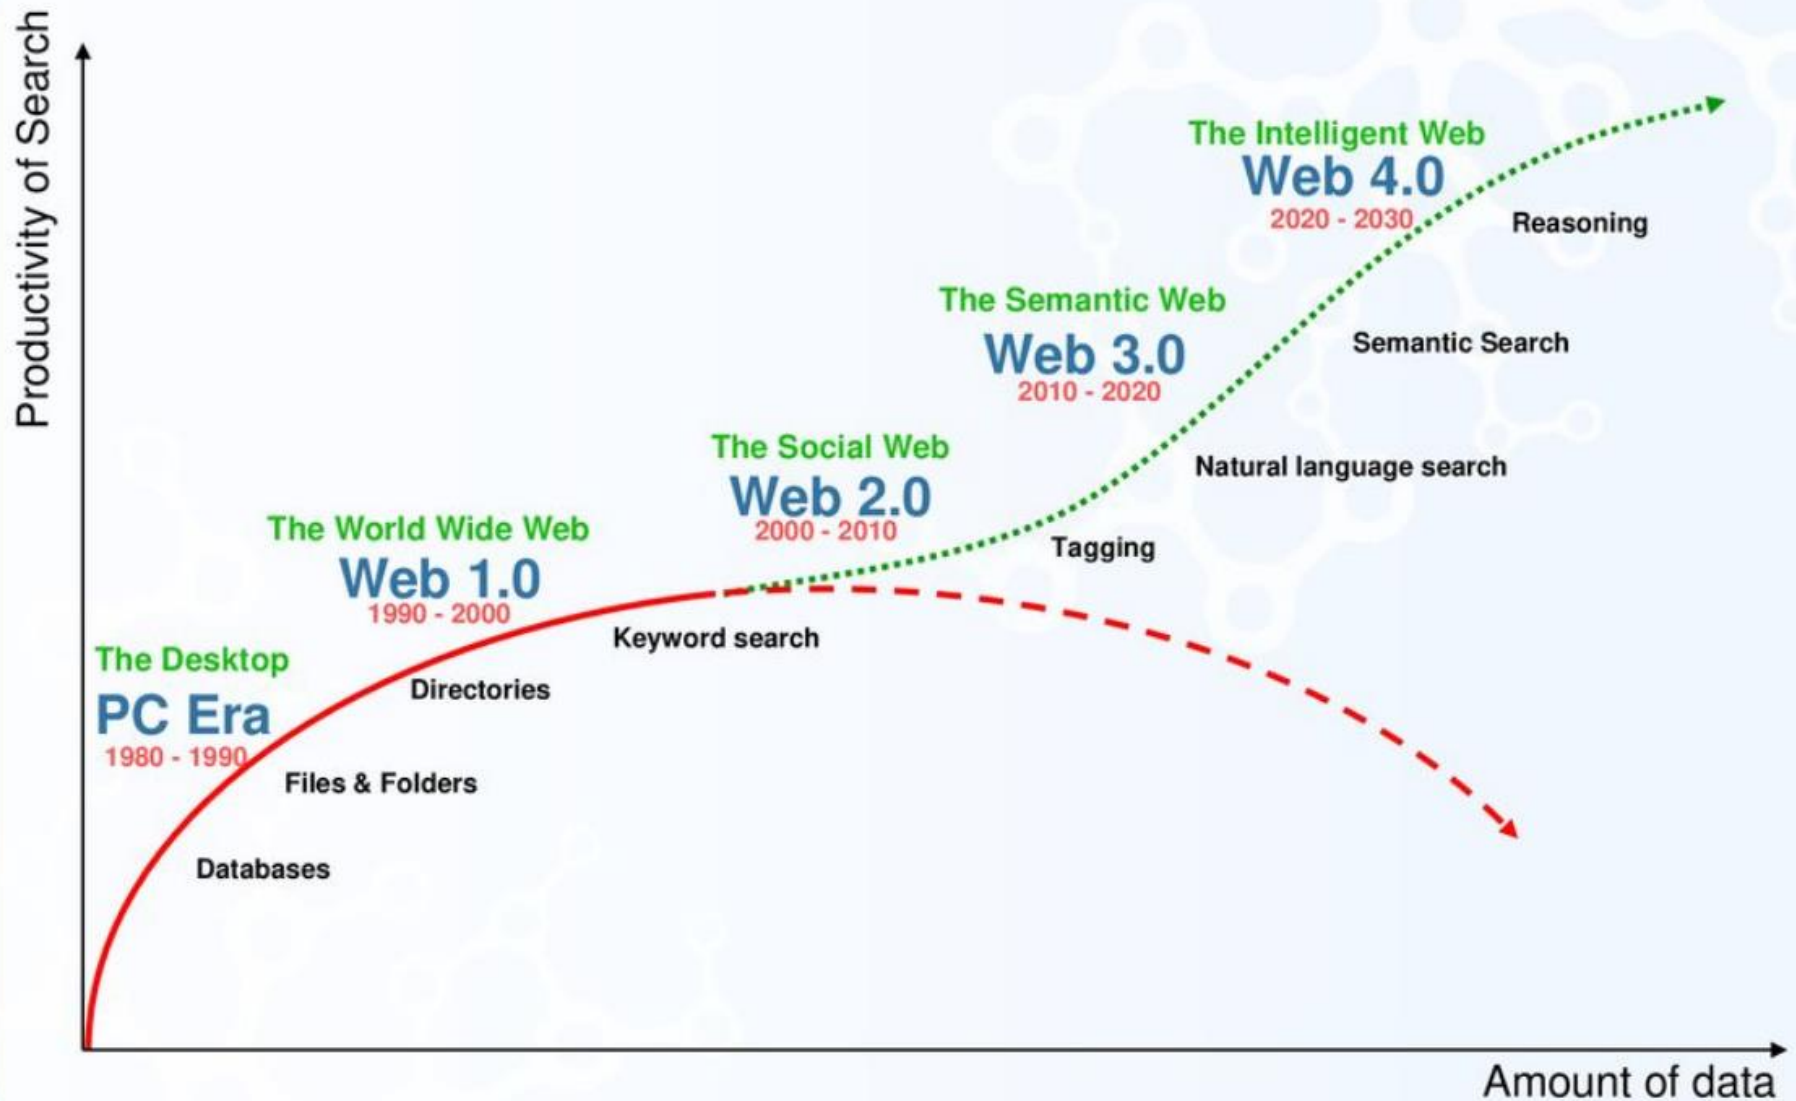 Productivity of Search
The Intelligent Web
Web 4.0
2020 - 2030
Reasoning
The Semantic Web
Web 3.0
2010 - 2020
Semantic Search
The Social Web
Web 2.0
2000 - 2010
Natural language search
Tagging
The World Wide Web
Web 1.0
1990 - 2000
Keyword search
The Desktop
PC Era
1980 - 1990
Directories
Files & Folders
Databases
Amount of data